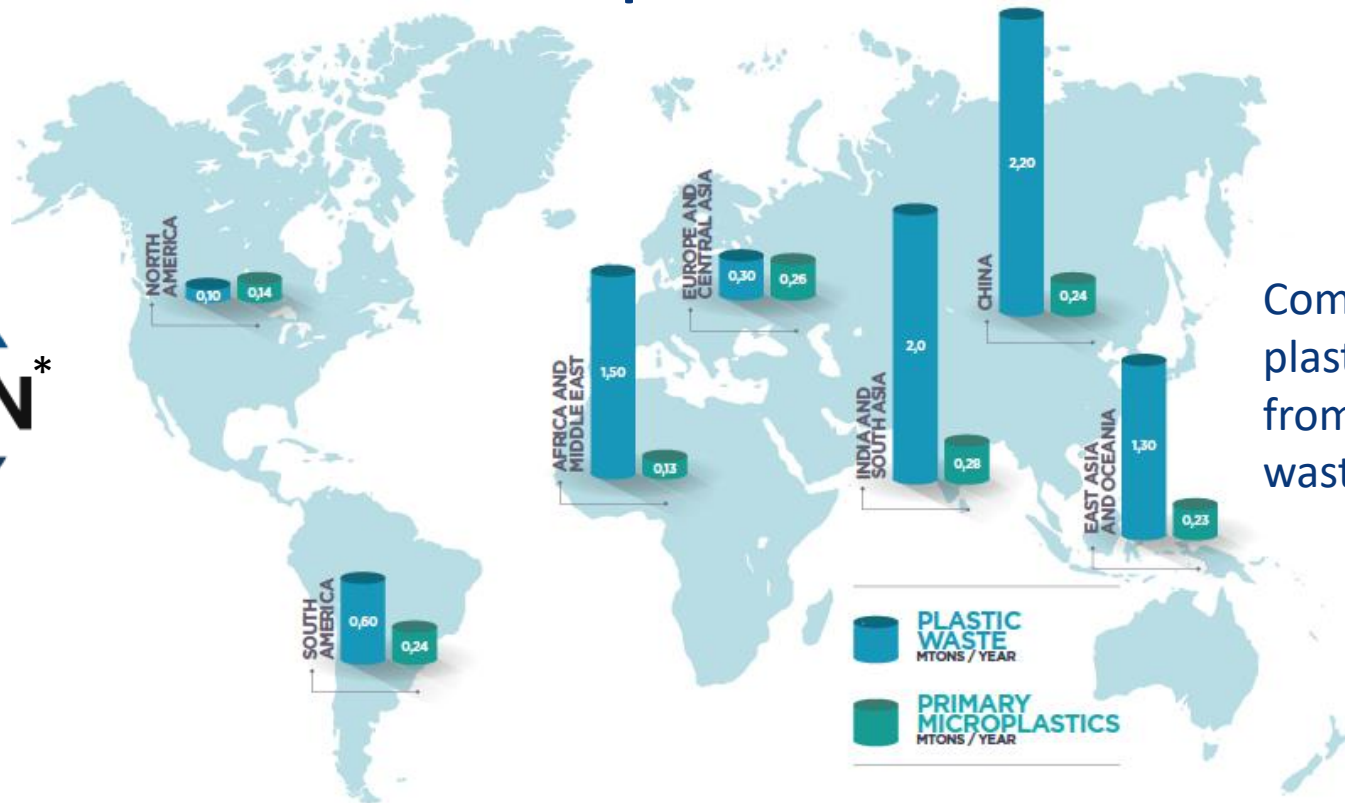 NORTH
AMERICA
0,10
0,14
EUROPE AND
CENTRAL ASIA
0,30
0,26
CHINA
2,20
0,24
AFRICA AND
MIDDLE EAST
1,50
0,13
INDIA AND
SOUTH ASIA
2,0
0,28
EAST ASIA
AND OCEANIA
1,30
0,23
SOUTH
AMERICA
0,60
0,24
PLASTIC
WASTE
MTONS / YEAR
PRIMARY
MICROPLASTICS
MTONS / YEAR
N*
Com
plast
from
wast